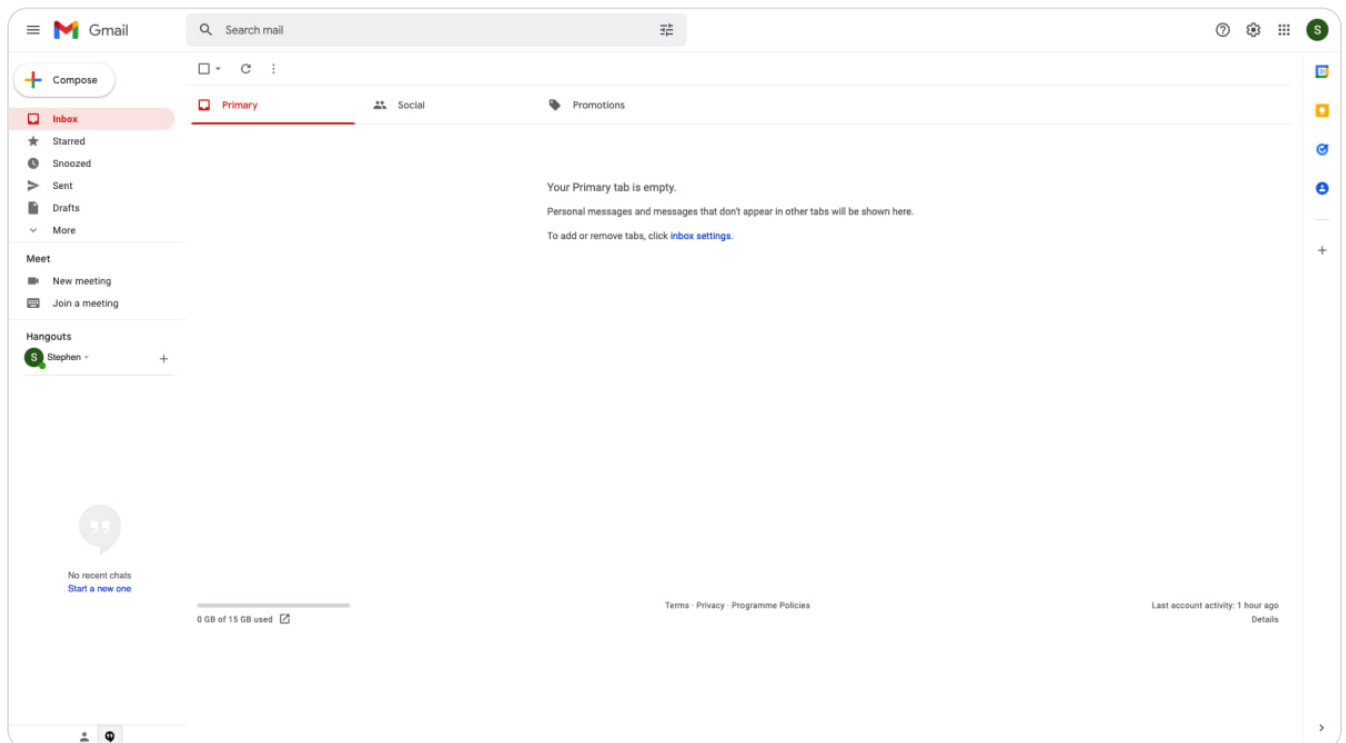 Gmail
Search mail
S
Compose
Primary
Social
Promotions
Inbox
Starred
Snoozed
Sent
Drafts
More
Your Primary tab is empty.
Personal messages and messages that don't appear in other tabs will be shown here.
To add or remove tabs, click inbox settings.
Meet
New meeting
Join a meeting
Hangouts
S Stephen
No recent chats
Start a new one
0 GB of 15 GB used
Terms · Privacy · Programme Policies
Last account activity: 1 hour ago
Details